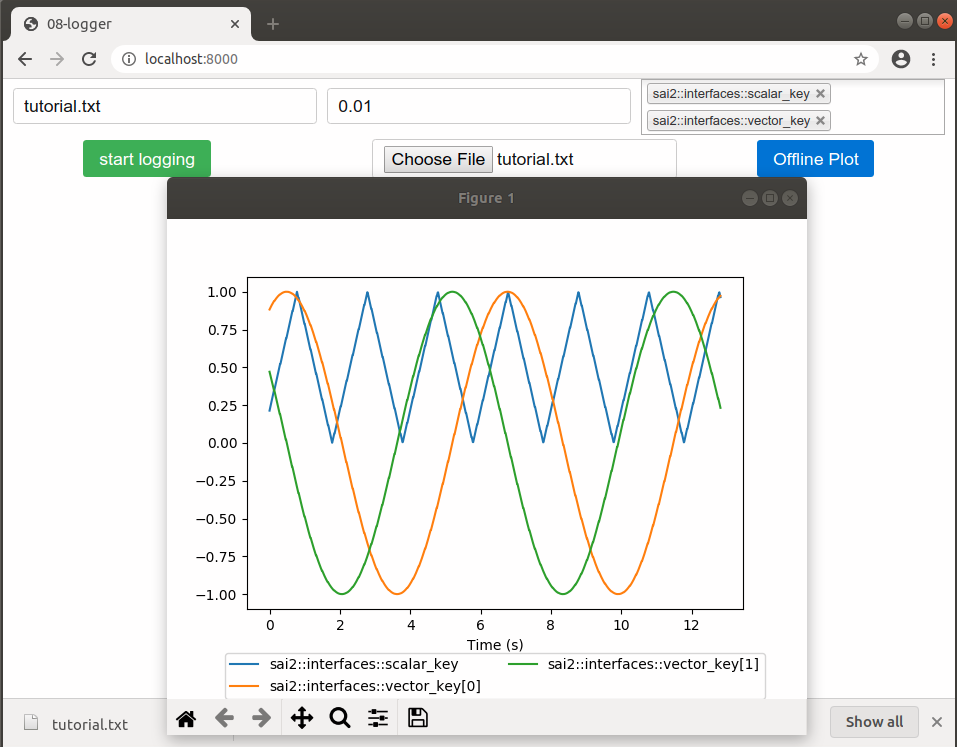 08-logger
localhost:8000
tutorial.txt
0.01
sai2::interfaces::scalar_key ×
sai2::interfaces::vector_key ×
start logging
Choose File tutorial.txt
Offline Plot
Figure 1
1.00
0.75
0.50
0.25
0.00
−0.25
−0.50
−0.75
−1.00
0 2 4 6 8 10 12
Time (s)
sai2::interfaces::scalar_key
sai2::interfaces::vector_key[0]
sai2::interfaces::vector_key[1]
tutorial.txt
Show all